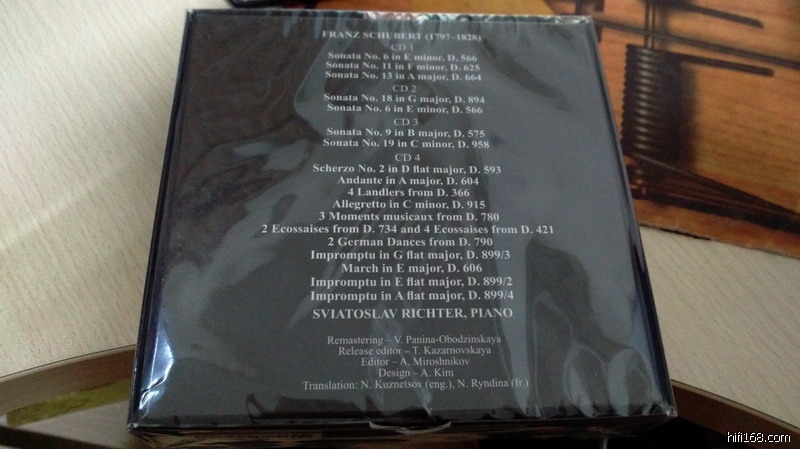 FRANZ SCHUBERT (1797–1828)
CD 1
Sonata No. 6 in E minor, D. 566
Sonata No. 11 in F minor, D. 625
Sonata No. 13 in A major, D. 664
CD 2
Sonata No. 18 in G major, D. 894
Sonata No. 6 in E minor, D. 566
CD 3
Sonata No. 9 in B major, D. 575
Sonata No. 19 in C minor, D. 958
CD 4
Scherzo No. 2 in D flat major, D. 593
Andante in A major, D. 604
4 Landlers from D. 366
Allegretto in C minor, D. 915
3 Moments musicaux from D. 780
2 Ecossaises from D. 734 and 4 Ecossaises from D. 421
2 German Dances from D. 790
Impromptu in G flat major, D. 899/3
March in E major, D. 606
Impromptu in E flat major, D. 899/2
Impromptu in A flat major, D. 899/4
SVIATOSLAV RICHTER, PIANO
Remastering – V. Panina-Obodzinskaya
Release editor – T. Kazarnovskaya
Editor – A. Miroshnikov
Design – A. Kim
Translation: N. Kuznetsov (eng.), N. Ryndina (fr.)
hifi168.com